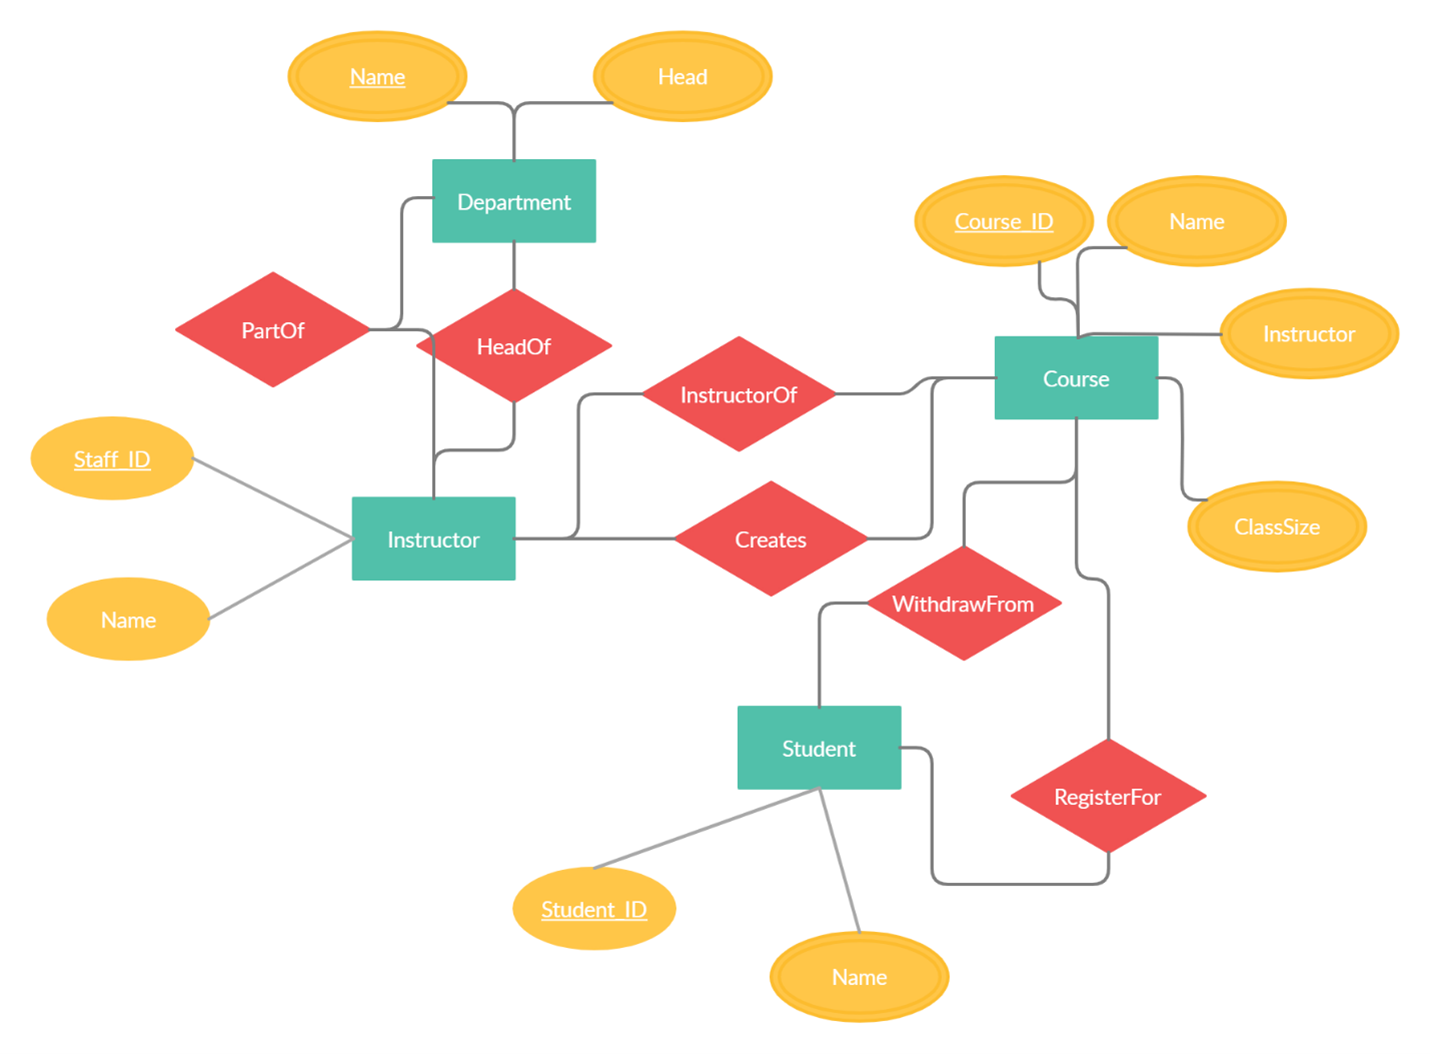 Name
Head
Department
Course_ID
Name
PartOf
HeadOf
Instructor
InstructorOf
Course
Staff_ID
Instructor
Creates
ClassSize
Name
WithdrawFrom
Student
RegisterFor
Student_ID
Name